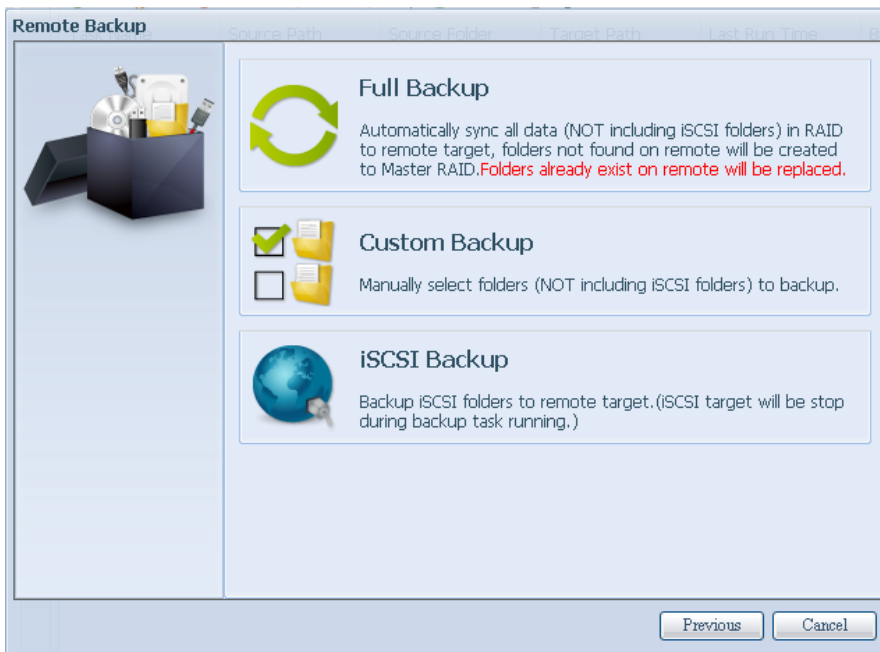 Remote Backup
Task Name Source Path Source Folder Target Path Last Run Time
Full Backup
Automatically sync all data (NOT including iSCSI folders) in RAID
to remote target, folders not found on remote will be created
to Master RAID.Folders already exist on remote will be replaced.
Custom Backup
Manually select folders (NOT including iSCSI folders) to backup.
iSCSI Backup
Backup iSCSI folders to remote target.(iSCSI target will be stop
during backup task running.)
Previous Cancel